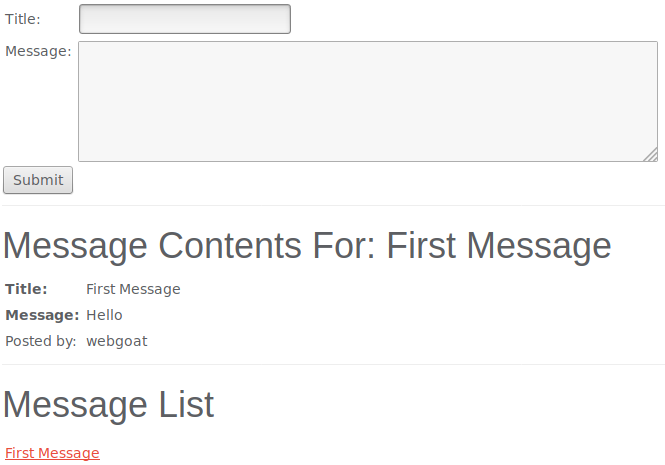 Title:
Message:
Submit
Message Contents For: First Message
Title: First Message
Message: Hello
Posted by: webgoat
Message List
First Message